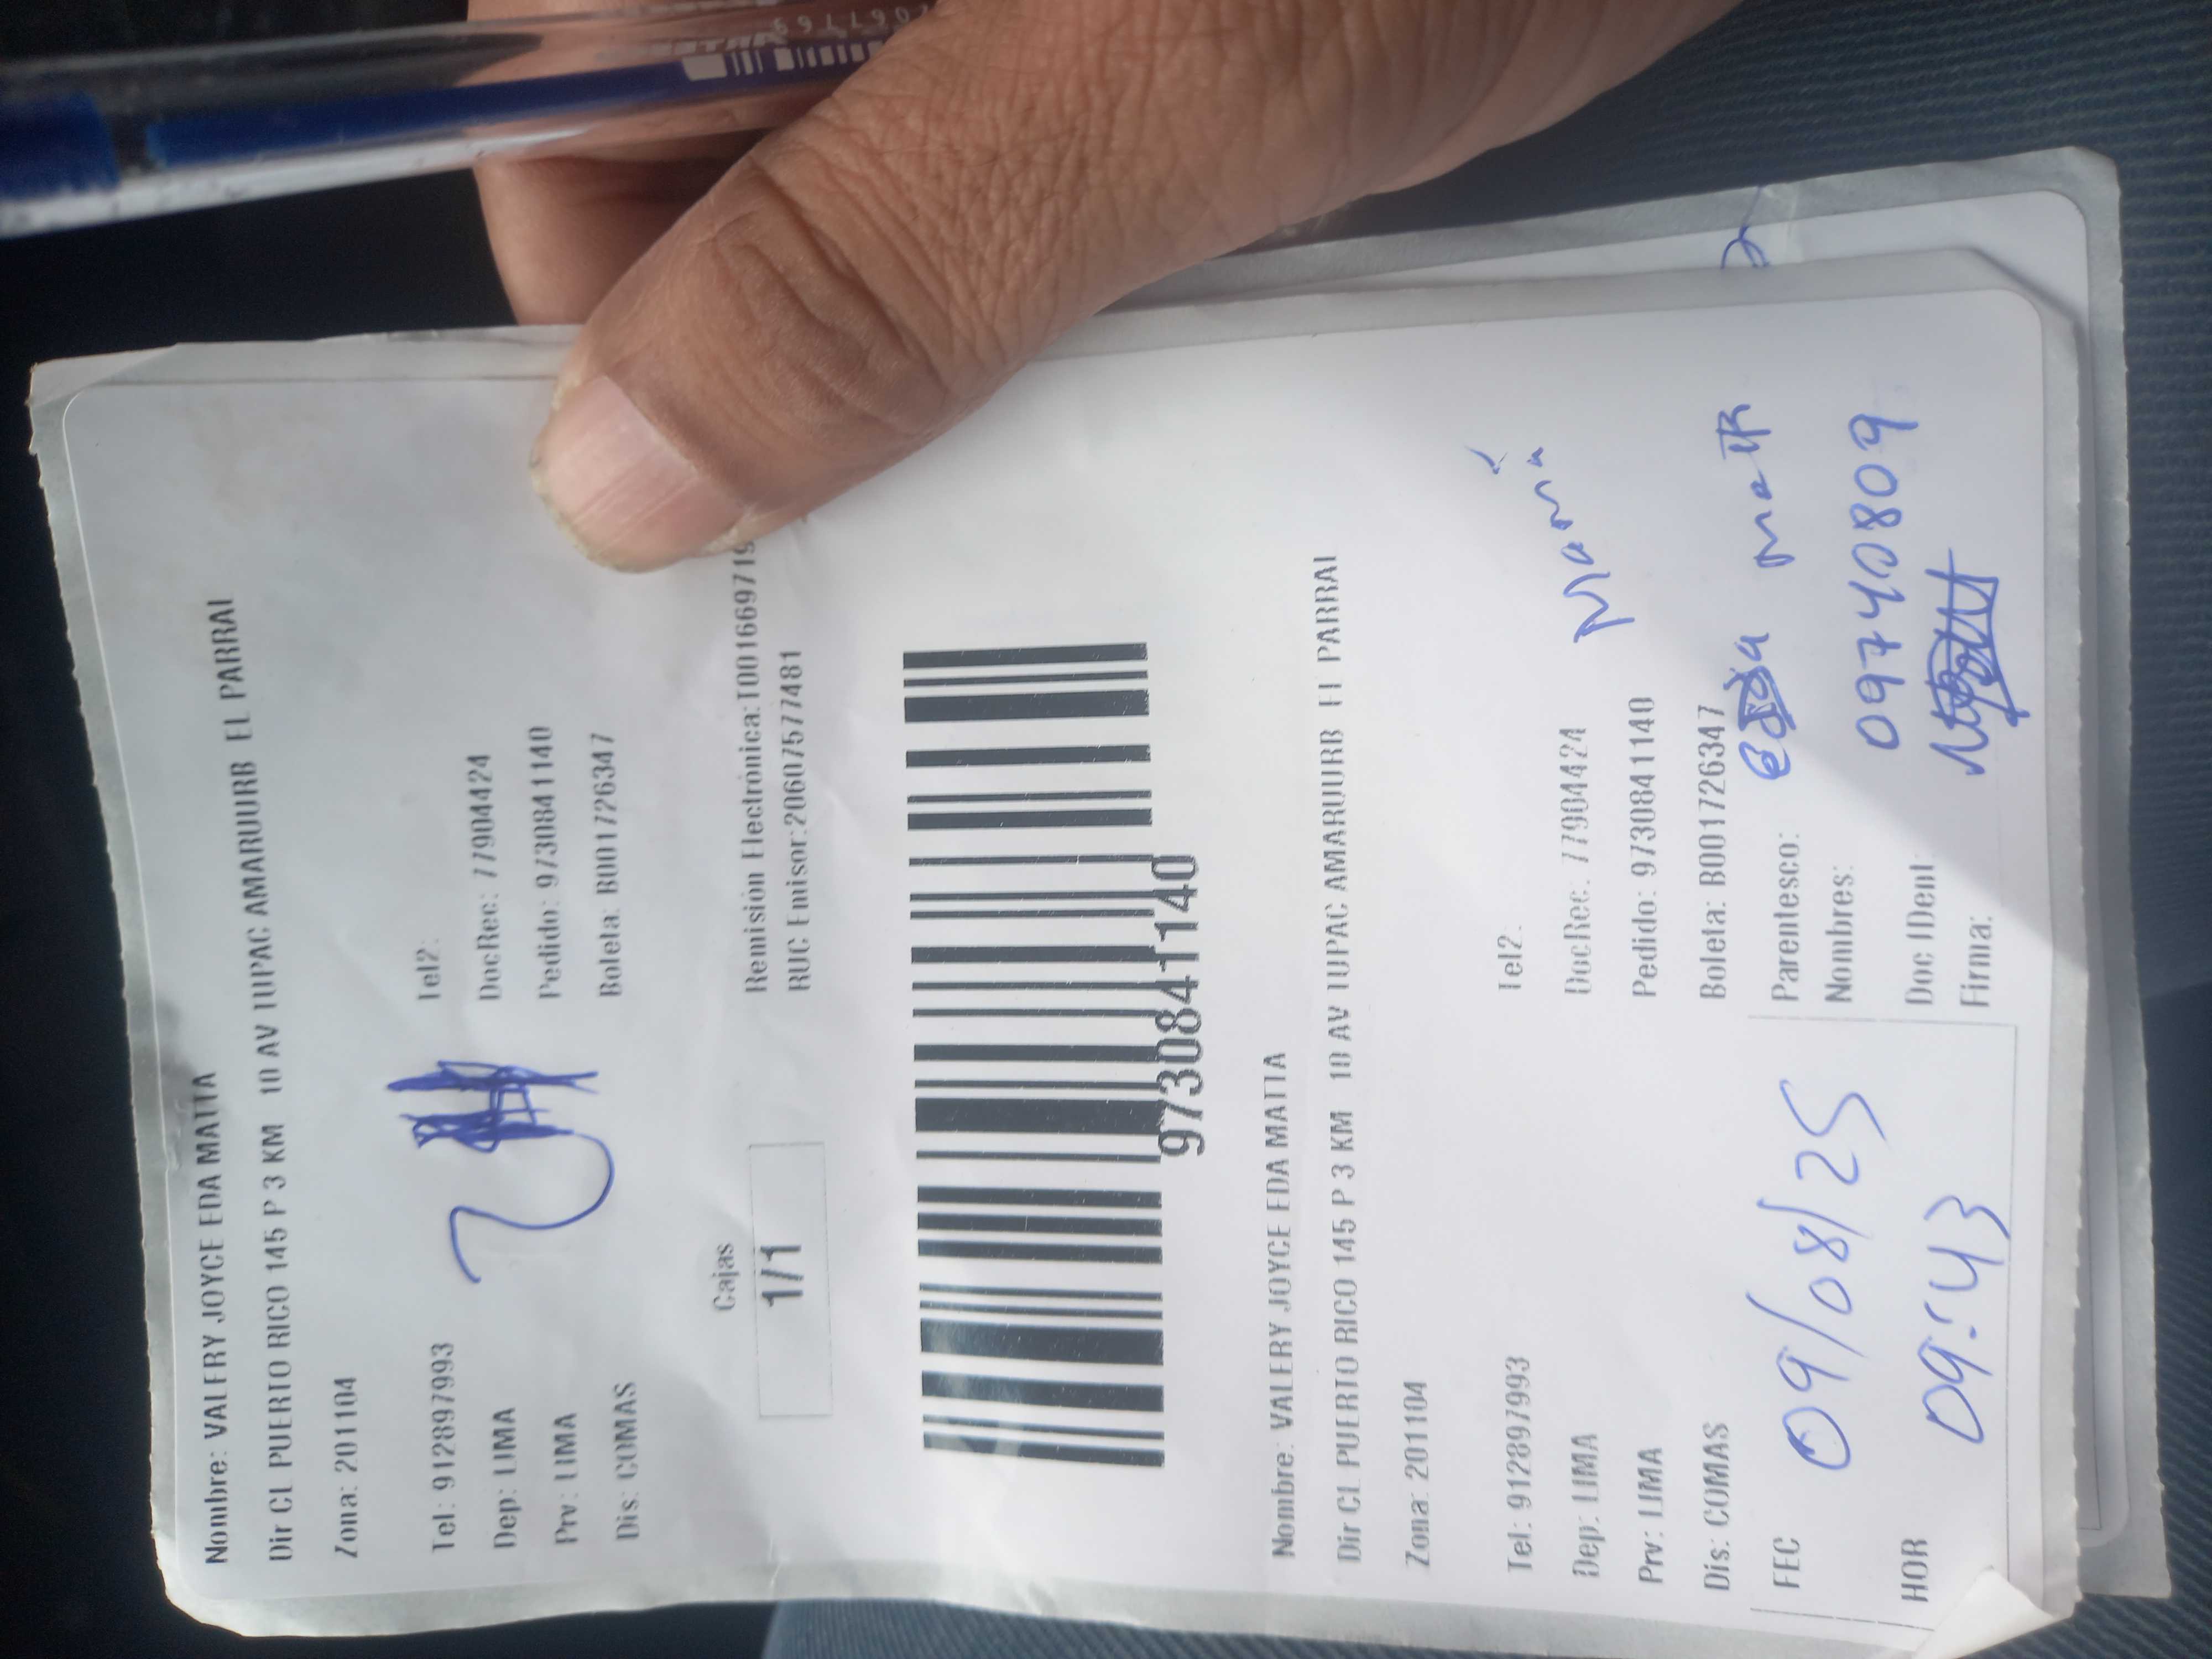 Nombre: VALERY JOYCE EDA MATTA
Dir CL PUERTO RICO 145 P 3 KM 10 AV TUPAC AMARUURB EL PARRAI
Zona: 201104
Tel: 912897993 Tel2:
Dep: LIMA DocRec: 77904424
Prv: LIMA Pedido: 9730841140
Dis: COMAS Boleta: B001726347
Cajas
1/1
Remisión Electrónica:T001669719
RUC Emisor:20607577481
9730841140
Nombre: VALERY JOYCE EDA MATTA
Dir CL PUERTO RICO 145 P 3 KM 10 AV TUPAC AMARUURB EL PARRAI
Zona: 201104
Tel: 912897993 Tel2:
Dep: LIMA DocRec: 77904424
Mamá
Prv: LIMA Pedido: 9730841140
Dis: COMAS Boleta: B001726347
FEC 09/08/25 Parentesco:
Nombres:
HOR 09:43 Doc IDent 09740809
Firma: